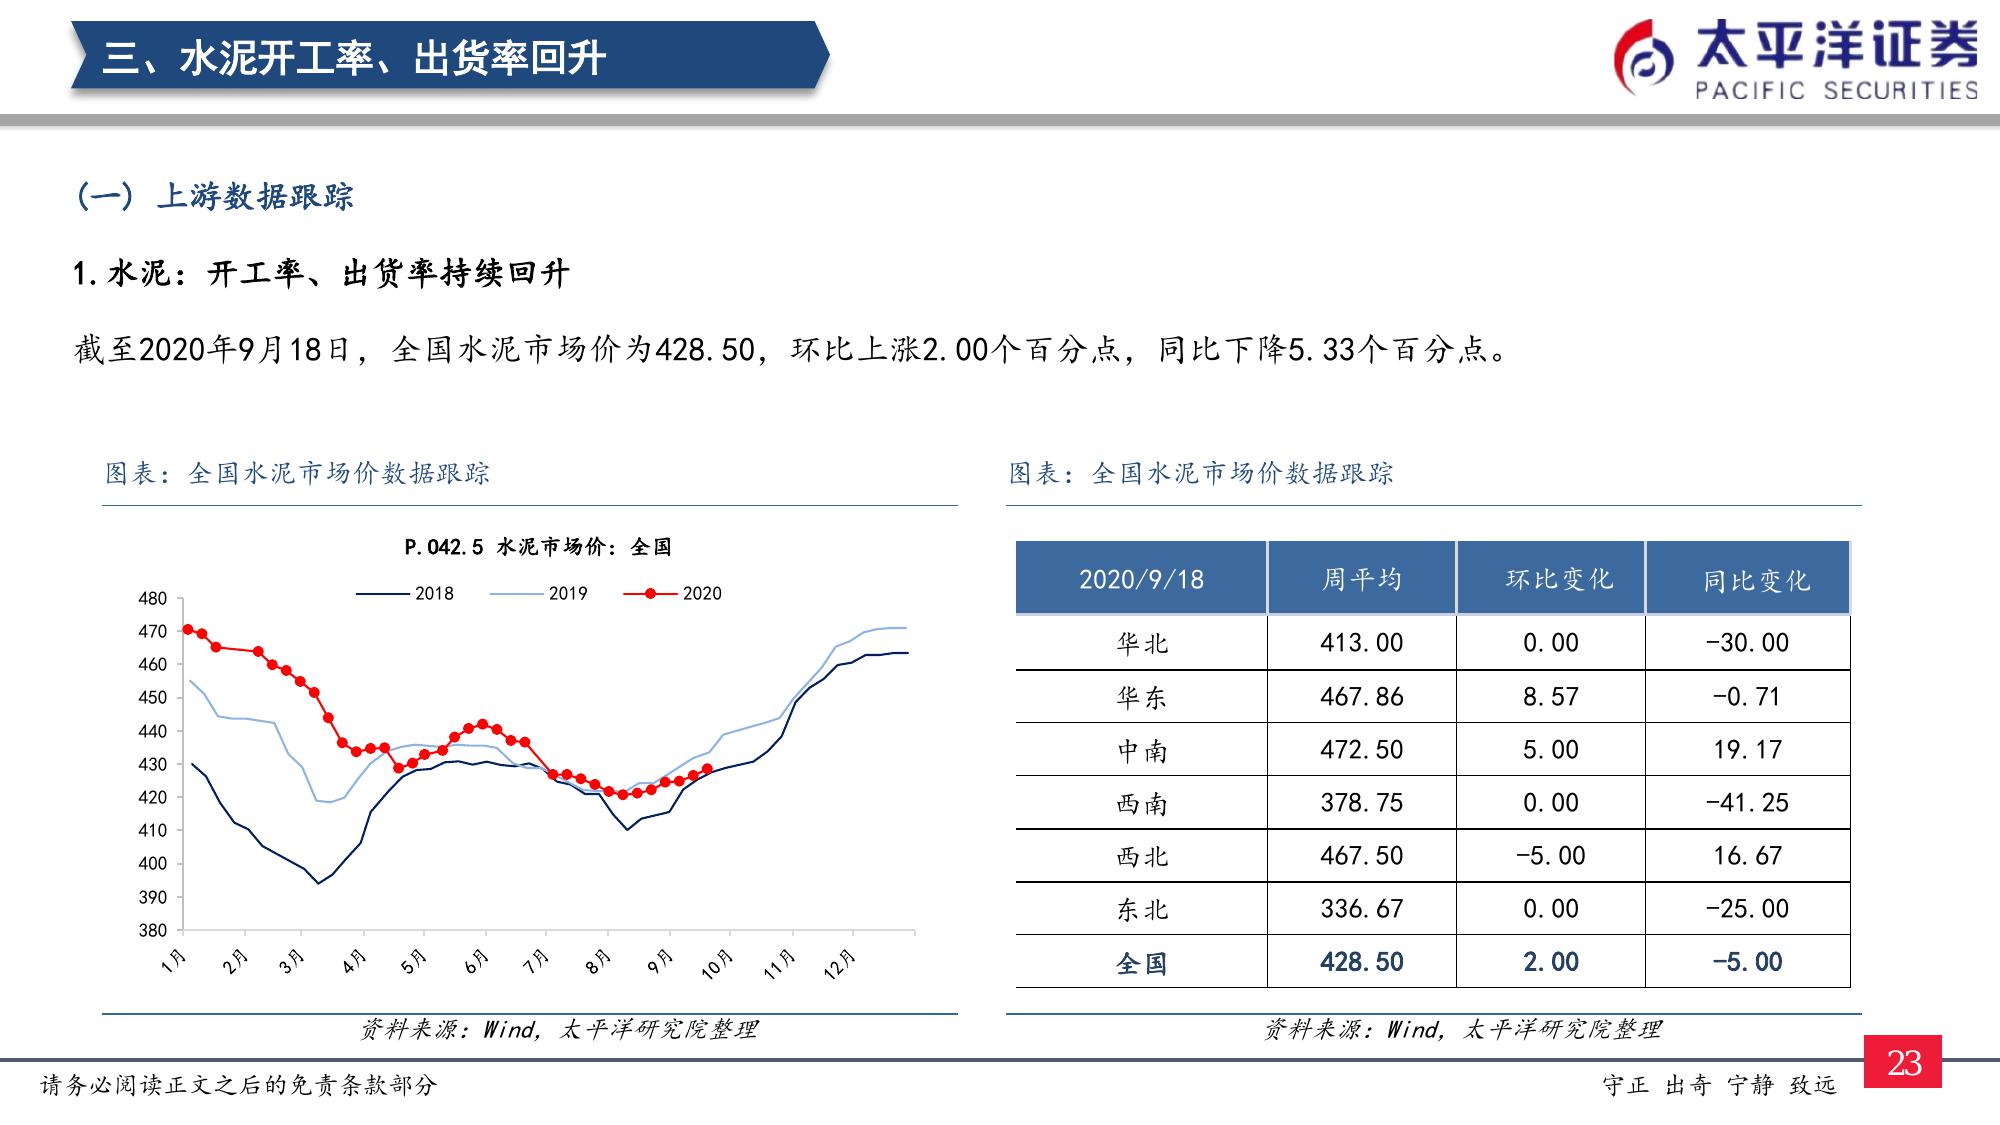 三、水泥开工率、出货率回升
太平洋证券
PACIFIC SECURITIES
(一) 上游数据跟踪
1.水泥：开工率、出货率持续回升
截至2020年9月18日，全国水泥市场价为428.50，环比上涨2.00个百分点，同比下降5.33个百分点。
图表：全国水泥市场价数据跟踪
P.042.5 水泥市场价：全国
2018 2019 2020
480
470
460
450
440
430
420
410
400
390
380
1月 2月 3月 4月 5月 6月 7月 8月 9月 10月 11月 12月
资料来源：Wind，太平洋研究院整理
图表：全国水泥市场价数据跟踪
2020/9/18 周平均 环比变化 同比变化
华北 413.00 0.00 -30.00
华东 467.86 8.57 -0.71
中南 472.50 5.00 19.17
西南 378.75 0.00 -41.25
西北 467.50 -5.00 16.67
东北 336.67 0.00 -25.00
全国 428.50 2.00 -5.00
资料来源：Wind，太平洋研究院整理
请务必阅读正文之后的免责条款部分
守正 出奇 宁静 致远
23